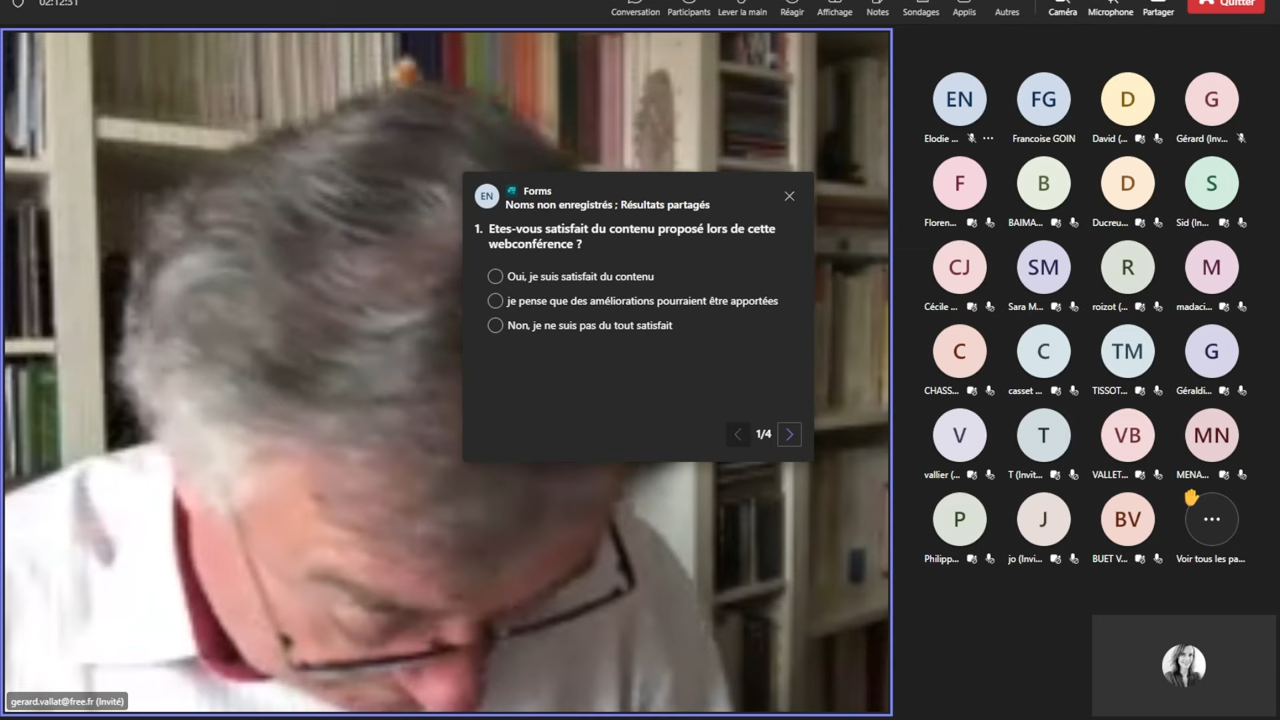 02:12:51
Conversation Participants Lever la main Réagir Affichage Notes Sondages Applis Autres Caméra Microphone Partager Quitter
EN FG D G
Elodie ... Francoise GOIN David (... Gérard (Inv...
F B D S
Floren... BAIMA... Ducreu... Sid (In...
CJ SM R M
Cécile ... Sara M... roizot (... madaci...
C C TM G
CHASS... casset ... TISSOT... Géraldi...
V T VB MN
vallier (... T (Invit... VALLET... MENA...
P J BV ...
Philipp... jo (Invi... BUET V... Voir tous les pa...
EN Forms
Noms non enregistrés ; Résultats partagés
1. Etes-vous satisfait du contenu proposé lors de cette
webconférence ?
Oui, je suis satisfait du contenu
je pense que des améliorations pourraient être apportées
Non, je ne suis pas du tout satisfait
1/4
gerard.vallat@free.fr (Invité)